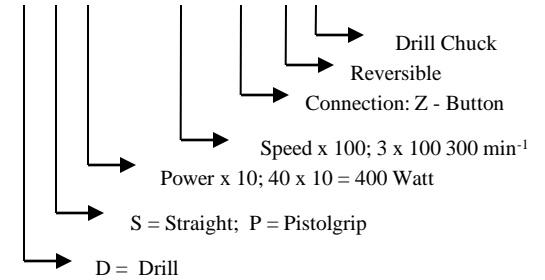 Drill Chuck
Reversible
Connection: Z - Button
Speed x 100; 3 x 100 300 min-1
Power x 10; 40 x 10 = 400 Watt
S = Straight; P = Pistolgrip
D = Drill